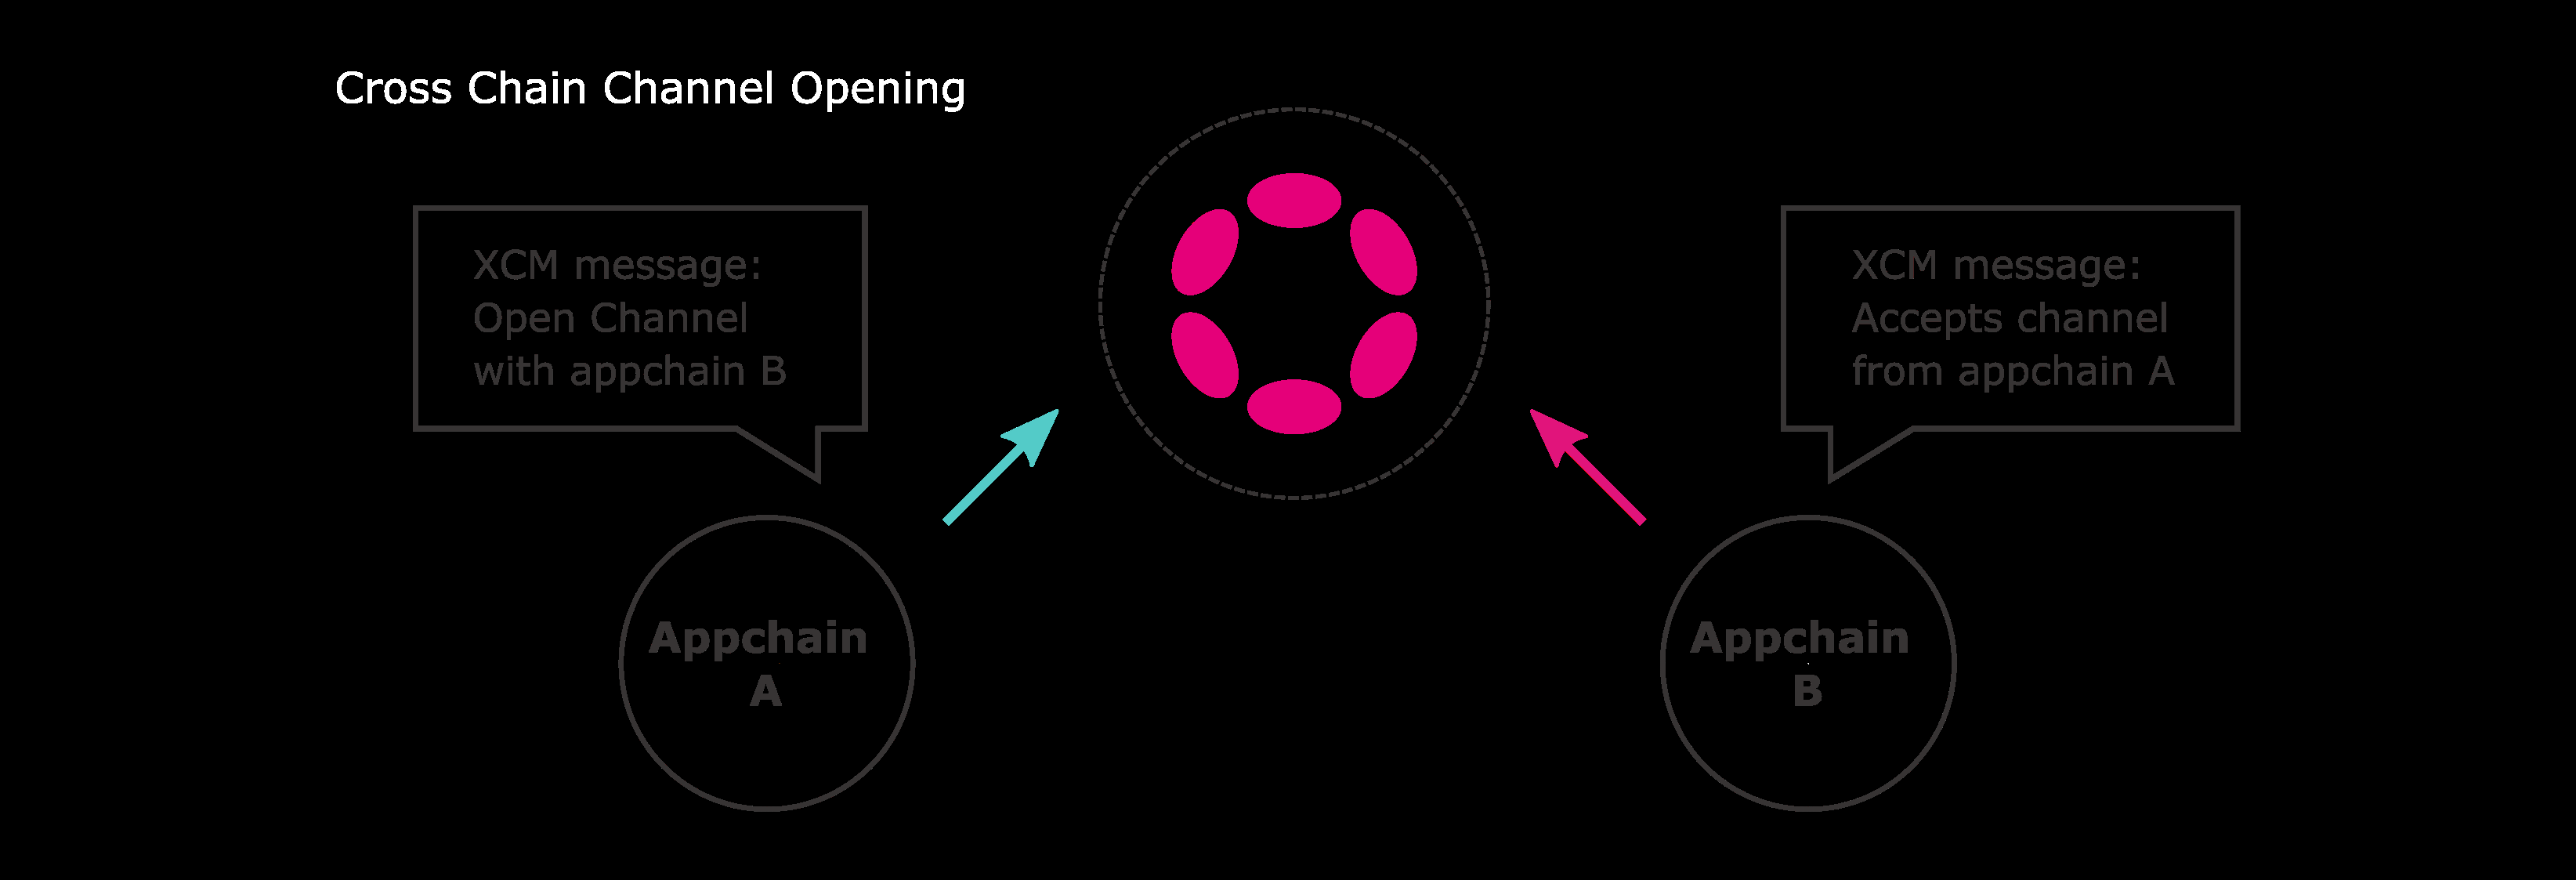 Cross Chain Channel Opening
XCM message:
Open Channel
with appchain B
XCM message:
Accepts channel
from appchain A
Appchain
A
Appchain
B